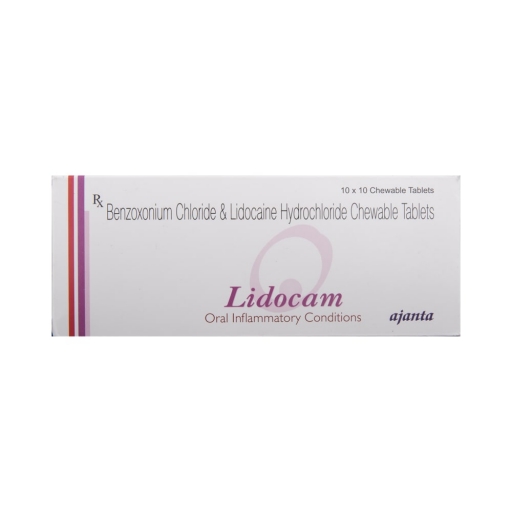 10 x 10 Chewable Tablets
Rx Benzoxonium Chloride & Lidocaine Hydrochloride Chewable Tablets
Lidocam
Oral Inflammatory Conditions
ajanta